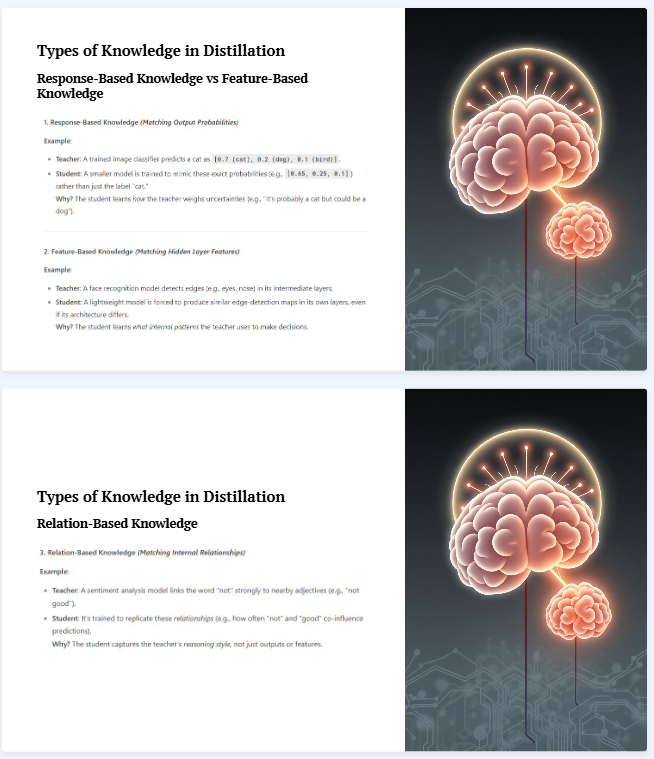 Types of Knowledge in Distillation
Response-Based Knowledge vs Feature-Based
Knowledge
1. Response-Based Knowledge (Matching Output Probabilities)
Example:
• Teacher: A trained image classifier predicts a cat as [0.7 (cat), 0.2 (dog), 0.1 (bird)].
• Student: A smaller model is trained to mimic these exact probabilities (e.g., [0.65, 0.25, 0.1])
rather than just the label "cat."
Why? The student learns how the teacher weighs uncertainties (e.g., "it's probably a cat but could be a
dog").
2. Feature-Based Knowledge (Matching Hidden Layer Features)
Example:
• Teacher: A face recognition model detects edges (e.g., eyes, nose) in its intermediate layers.
• Student: A lightweight model is forced to produce similar edge-detection maps in its own layers, even
if its architecture differs.
Why? The student learns what internal patterns the teacher uses to make decisions.
Types of Knowledge in Distillation
Relation-Based Knowledge
3. Relation-Based Knowledge (Matching Internal Relationships)
Example:
• Teacher: A sentiment analysis model links the word "not" strongly to nearby adjectives (e.g., "not
good").
• Student: It's trained to replicate these relationships (e.g., how often "not" and "good" co-influence
predictions).
Why? The student captures the teacher's reasoning style, not just outputs or features.